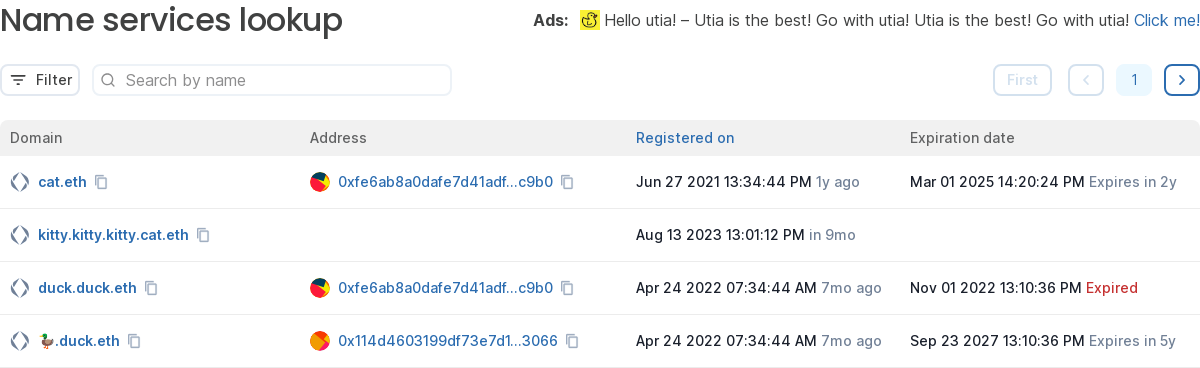 Name services lookup
Ads: Hello utia! – Utia is the best! Go with utia! Utia is the best! Go with utia! Click me!
Filter Search by name First 1
Domain Address Registered on Expiration date
cat.eth 0xfe6ab8a0dafe7d41adf...c9b0 Jun 27 2021 13:34:44 PM 1y ago Mar 01 2025 14:20:24 PM Expires in 2y
kitty.kitty.kitty.cat.eth Aug 13 2023 13:01:12 PM in 9mo
duck.duck.eth 0xfe6ab8a0dafe7d41adf...c9b0 Apr 24 2022 07:34:44 AM 7mo ago Nov 01 2022 13:10:36 PM Expired
🦆.duck.eth 0x114d4603199df73e7d1...3066 Apr 24 2022 07:34:44 AM 7mo ago Sep 23 2027 13:10:36 PM Expires in 5y